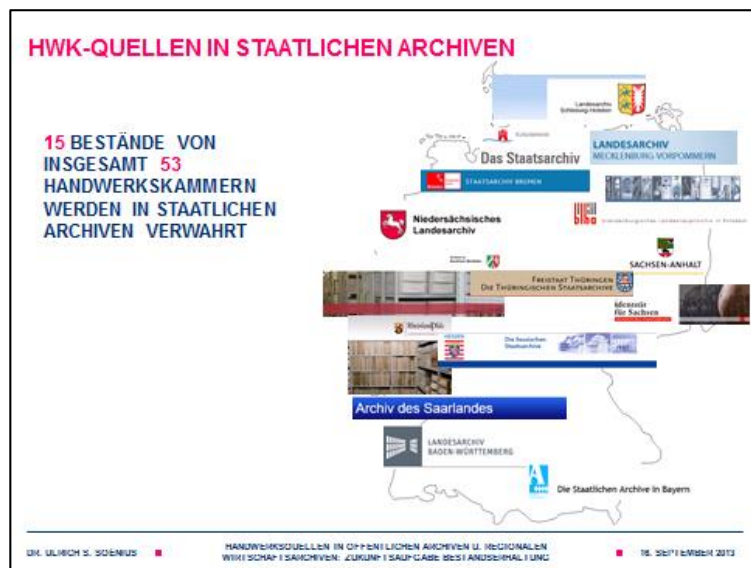 HWK-QUELLEN IN STAATLICHEN ARCHIVEN
15 BESTÄNDE VON
INSGESAMT 53
HANDWERKSKAMMERN
WERDEN IN STAATLICHEN
ARCHIVEN VERWAHRT
Landesarchiv
Schleswig-Holstein
Das Staatsarchiv
LANDESARCHIV
MECKLENBURG-VORPOMMERN
STAATSARCHIV BREMEN
Niedersächsisches
Landesarchiv
blha
SACHSEN-ANHALT
FREISTAAT THÜRINGEN
DIE THÜRINGISCHEN STAATSARCHIVE
identität
für Sachsen
RheinlandPfalz
HESSEN
Die hessischen
Staatsarchive
Archiv des Saarlandes
LANDESARCHIV
BADEN-WÜRTTEMBERG
Die Staatlichen Archive in Bayern
DR. ULRICH S. SOÉNIUS
HANDWERKSQUELLEN IN ÖFFENTLICHEN ARCHIVEN U. REGIONALEN
WIRTSCHAFTSARCHIVEN: ZUKUNFTSAUFGABE BESTANDSERHALTUNG
16. SEPTEMBER 2013